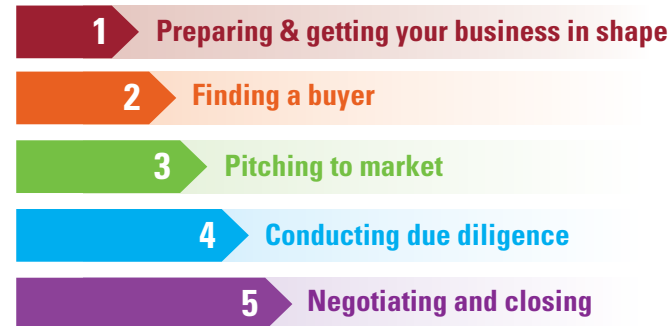 1 Preparing & getting your business in shape
2 Finding a buyer
3 Pitching to market
4 Conducting due diligence
5 Negotiating and closing